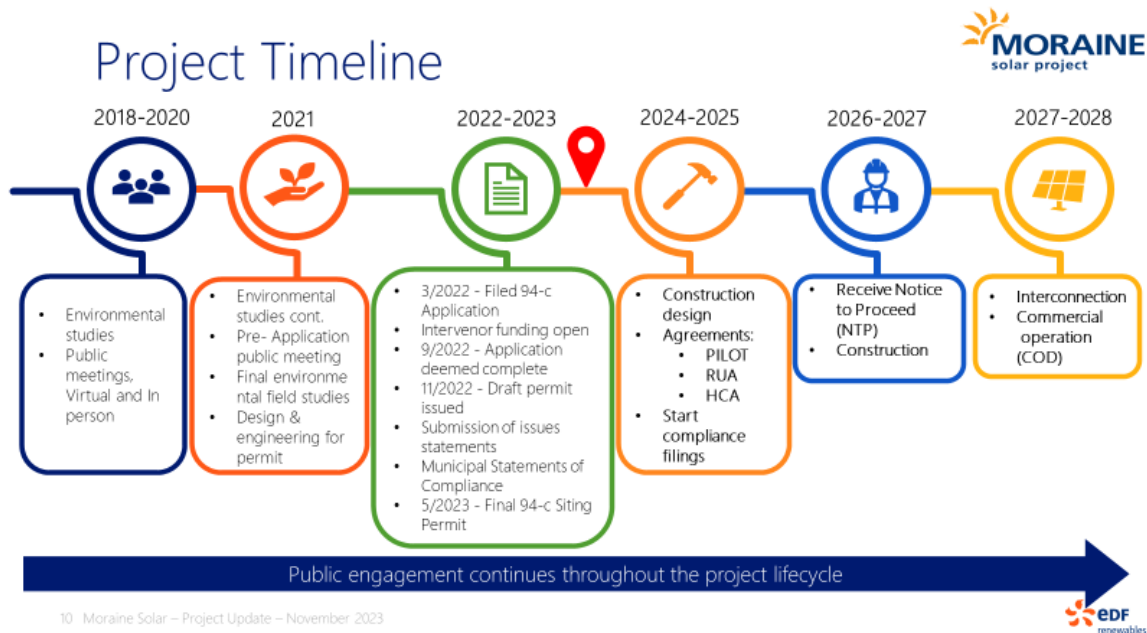 Project Timeline
MORAINE
solar project
2018-2020
2021
2022-2023
2024-2025
2026-2027
2027-2028
• Environmental
studies
• Public
meetings,
Virtual and In
person
• Environmental
studies cont.
• Pre- Application
public meeting
• Final environme
ntal field studies
• Design &
engineering for
permit
• 3/2022 - Filed 94-c
Application
• Intervenor funding open
• 9/2022 - Application
deemed complete
• 11/2022 - Draft permit
issued
• Submission of issues
statements
• Municipal Statements of
Compliance
• 5/2023 - Final 94-c Siting
Permit
• Construction
design
• Agreements:
• PILOT
• RUA
• HCA
• Start
compliance
filings
• Receive Notice
to Proceed
(NTP)
• Construction
• Interconnection
• Commercial
operation
(COD)
Public engagement continues throughout the project lifecycle
10 Moraine Solar – Project Update – November 2023
eDF
renewables